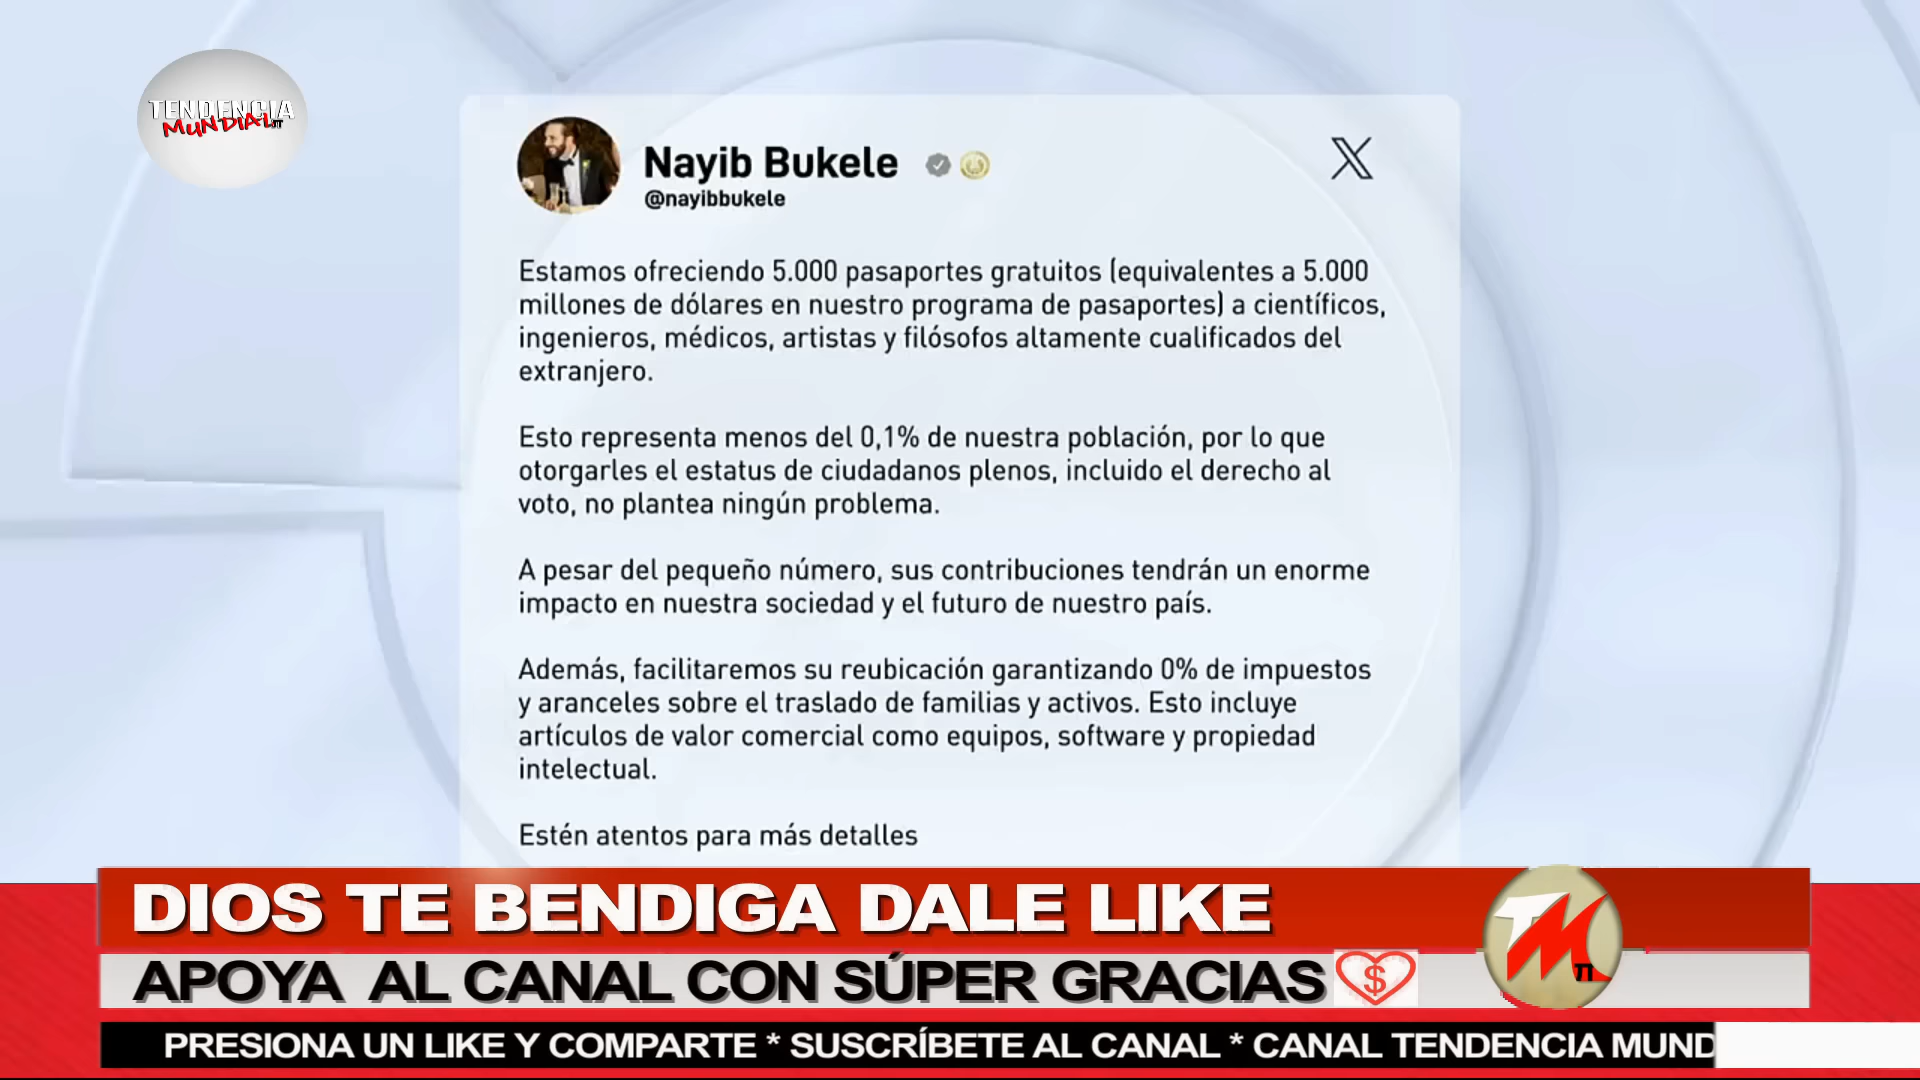 TENDENCIA
MUNDIAL
Nayib Bukele
@nayibbukele
Estamos ofreciendo 5.000 pasaportes gratuitos (equivalentes a 5.000
millones de dólares en nuestro programa de pasaportes) a científicos,
ingenieros, médicos, artistas y filósofos altamente cualificados del
extranjero.
Esto representa menos del 0,1% de nuestra población, por lo que
otorgarles el estatus de ciudadanos plenos, incluido el derecho al
voto, no plantea ningún problema.
A pesar del pequeño número, sus contribuciones tendrán un enorme
impacto en nuestra sociedad y el futuro de nuestro país.
Además, facilitaremos su reubicación garantizando 0% de impuestos
y aranceles sobre el traslado de familias y activos. Esto incluye
artículos de valor comercial como equipos, software y propiedad
intelectual.
Estén atentos para más detalles
DIOS TE BENDIGA DALE LIKE
APOYA AL CANAL CON SÚPER GRACIAS $
TM
PRESIONA UN LIKE Y COMPARTE * SUSCRÍBETE AL CANAL * CANAL TENDENCIA MUND